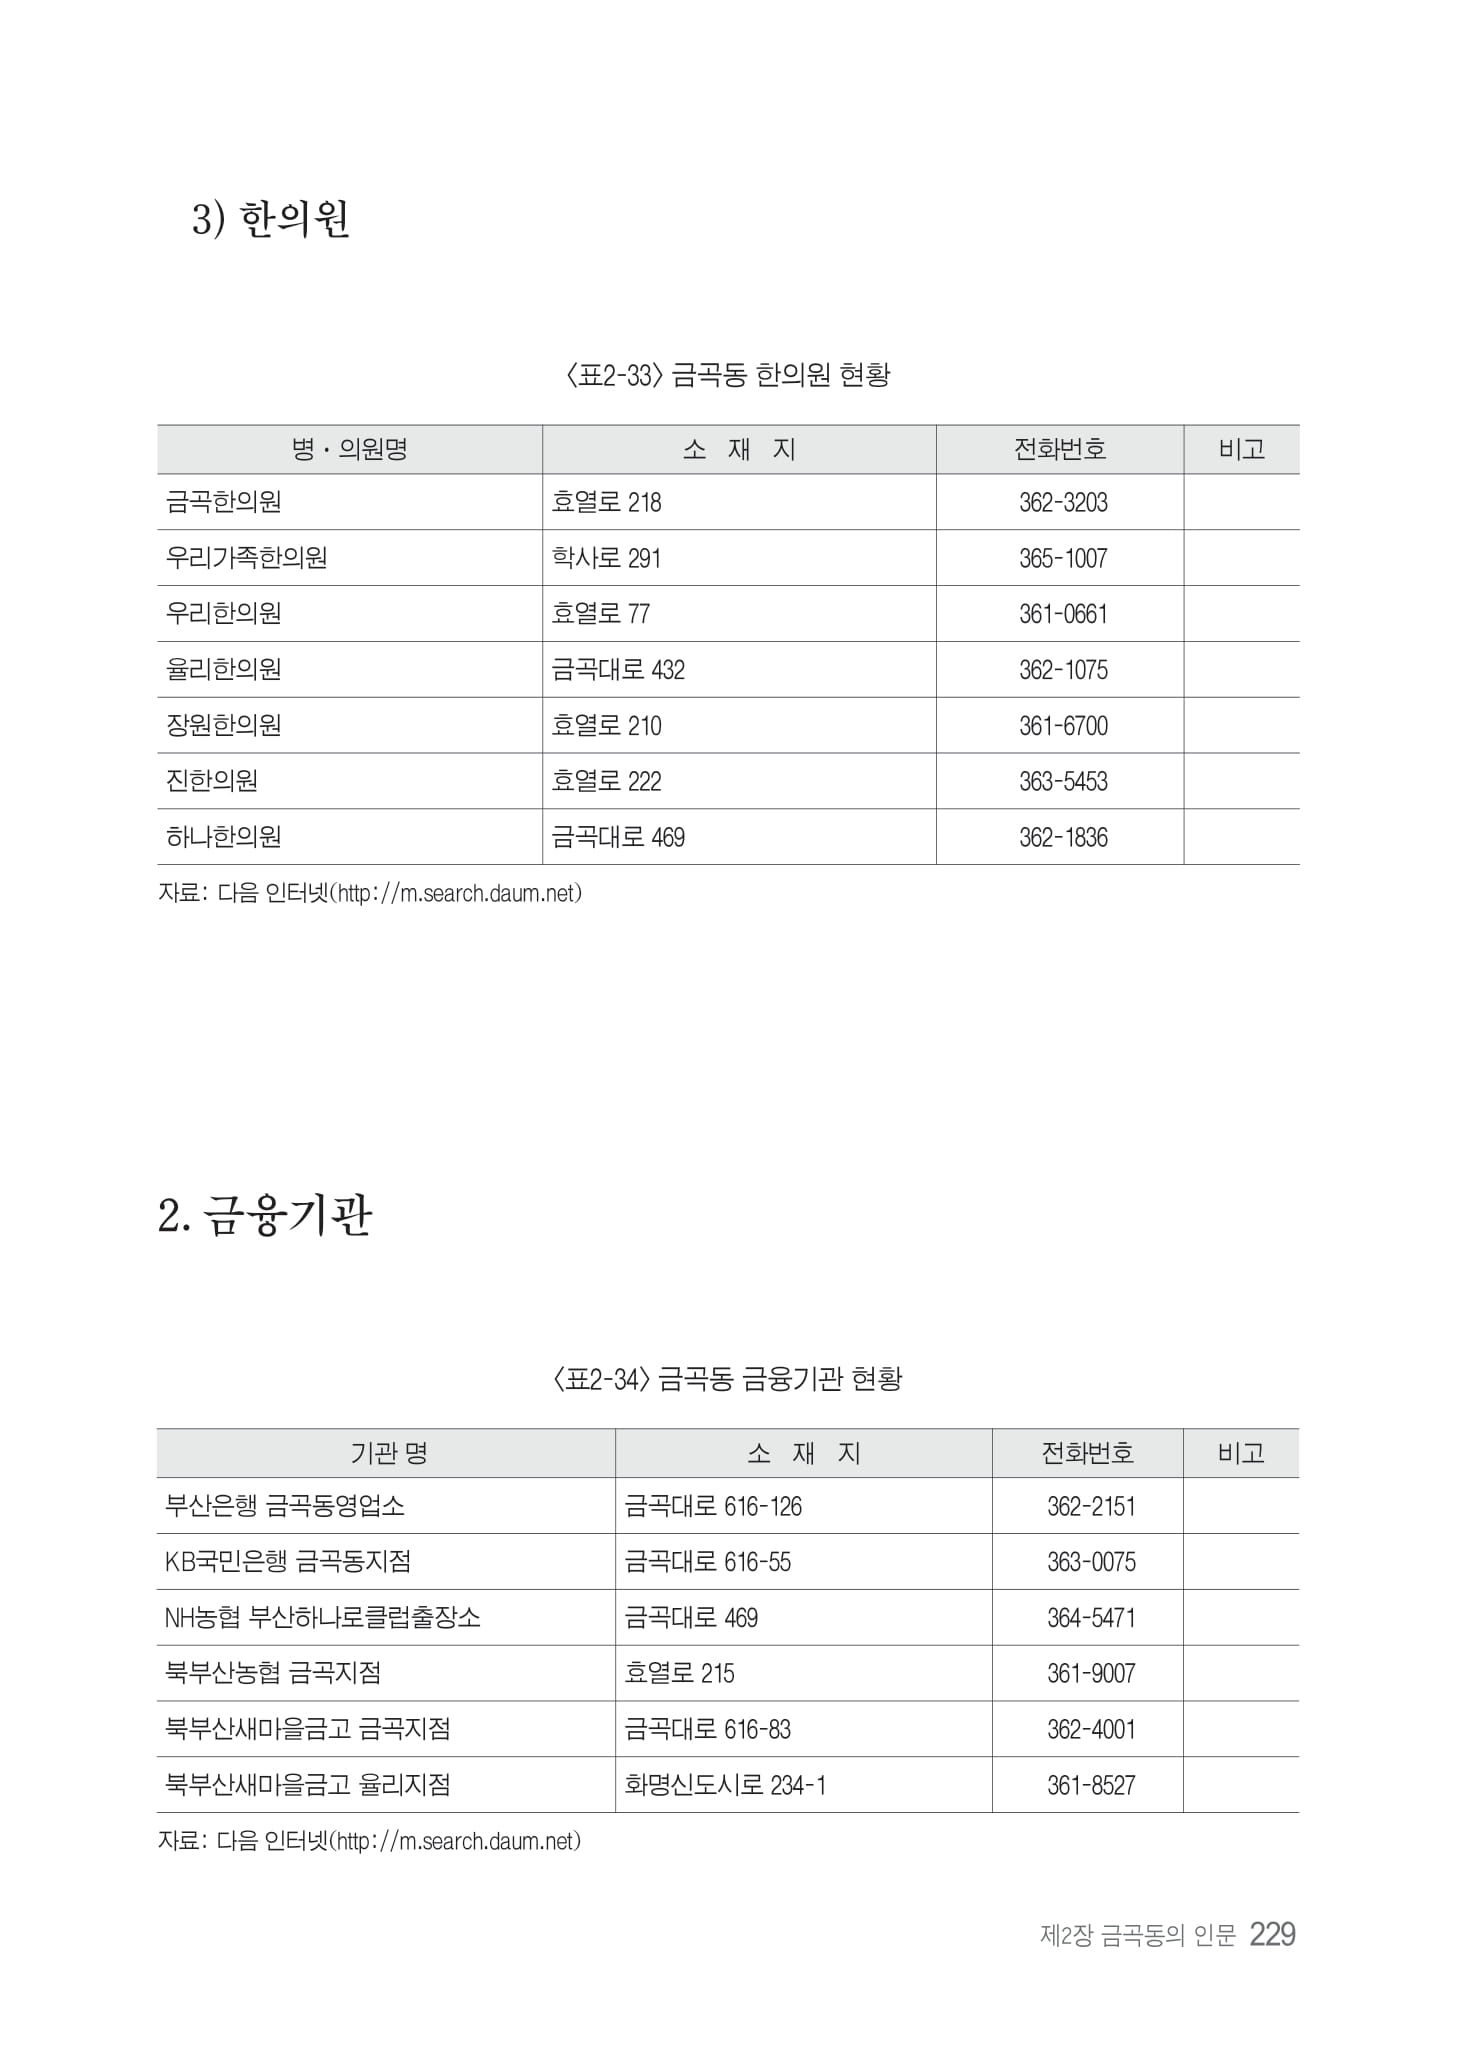 3) 한의원
〈표2-33〉 금곡동 한의원 현황
병·의원명 소 재 지 전화번호 비고
금곡한의원 효열로 218 362-3203
우리가족한의원 학사로 291 365-1007
우리한의원 효열로 77 361-0661
율리한의원 금곡대로 432 362-1075
장원한의원 효열로 210 361-6700
진한의원 효열로 222 363-5453
하나한의원 금곡대로 469 362-1836
자료: 다음 인터넷(http://m.search.daum.net)
2. 금융기관
〈표2-34〉 금곡동 금융기관 현황
기관 명 소 재 지 전화번호 비고
부산은행 금곡동영업소 금곡대로 616-126 362-2151
KB국민은행 금곡동지점 금곡대로 616-55 363-0075
NH농협 부산하나로클럽출장소 금곡대로 469 364-5471
북부산농협 금곡지점 효열로 215 361-9007
북부산새마을금고 금곡지점 금곡대로 616-83 362-4001
북부산새마을금고 율리지점 화명신도시로 234-1 361-8527
자료: 다음 인터넷(http://m.search.daum.net)
제2장 금곡동의 인문 229